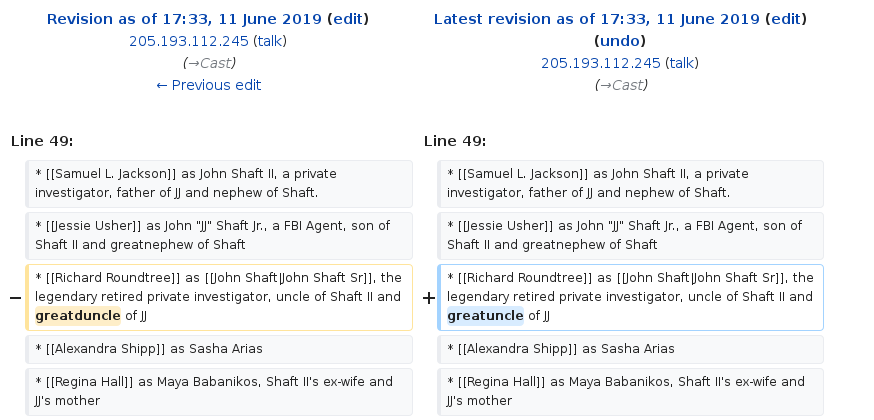 Revision as of 17:33, 11 June 2019 (edit)
205.193.112.245 (talk)
(→Cast)
← Previous edit
Latest revision as of 17:33, 11 June 2019 (edit)
(undo)
205.193.112.245 (talk)
(→Cast)
Line 49:
* [[Samuel L. Jackson]] as John Shaft II, a private
investigator, father of JJ and nephew of Shaft.
* [[Jessie Usher]] as John "JJ" Shaft Jr., a FBI Agent, son of
Shaft II and greatnephew of Shaft
− * [[Richard Roundtree]] as [[John Shaft|John Shaft Sr]], the
legendary retired private investigator, uncle of Shaft II and
greatduncle of JJ
* [[Alexandra Shipp]] as Sasha Arias
* [[Regina Hall]] as Maya Babanikos, Shaft II's ex-wife and
JJ's mother
Line 49:
* [[Samuel L. Jackson]] as John Shaft II, a private
investigator, father of JJ and nephew of Shaft.
* [[Jessie Usher]] as John "JJ" Shaft Jr., a FBI Agent, son of
Shaft II and greatnephew of Shaft
+ * [[Richard Roundtree]] as [[John Shaft|John Shaft Sr]], the
legendary retired private investigator, uncle of Shaft II and
greatuncle of JJ
* [[Alexandra Shipp]] as Sasha Arias
* [[Regina Hall]] as Maya Babanikos, Shaft II's ex-wife and
JJ's mother